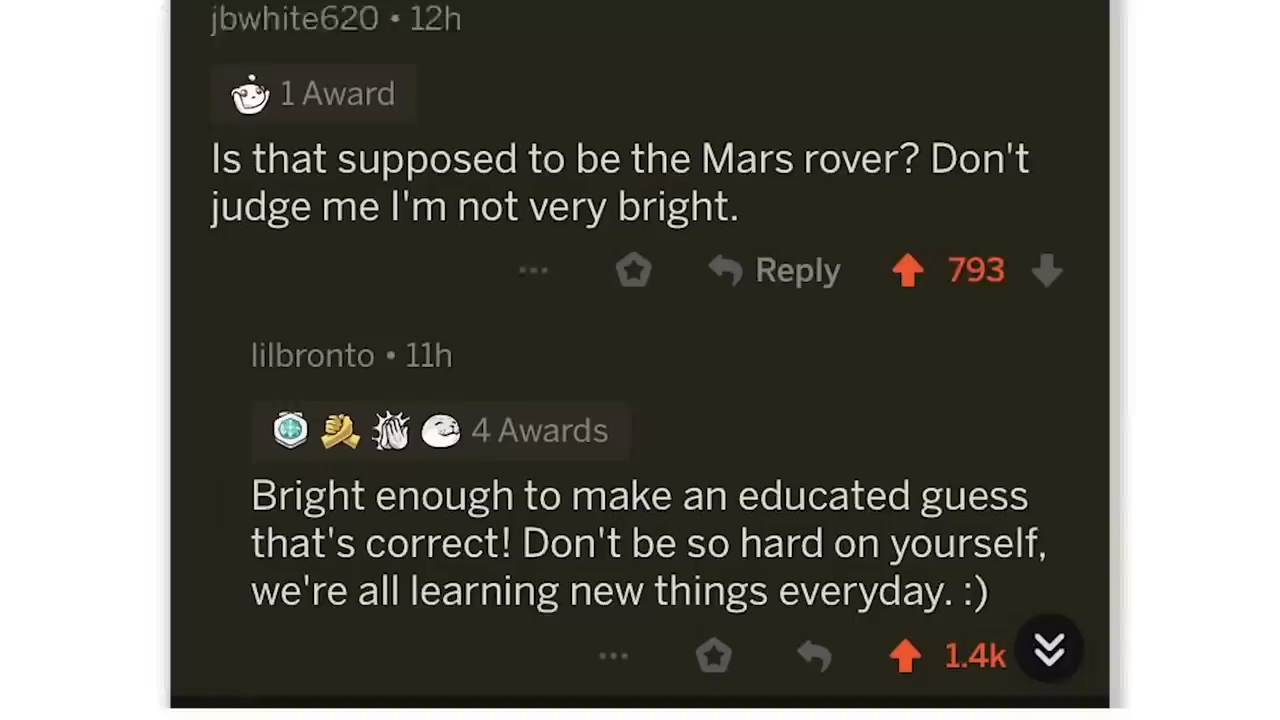 jbwhite620 • 12h
1 Award
Is that supposed to be the Mars rover? Don't
judge me I'm not very bright.
... Reply 793
lilbronto • 11h
4 Awards
Bright enough to make an educated guess
that's correct! Don't be so hard on yourself,
we're all learning new things everyday. :)
... 1.4k